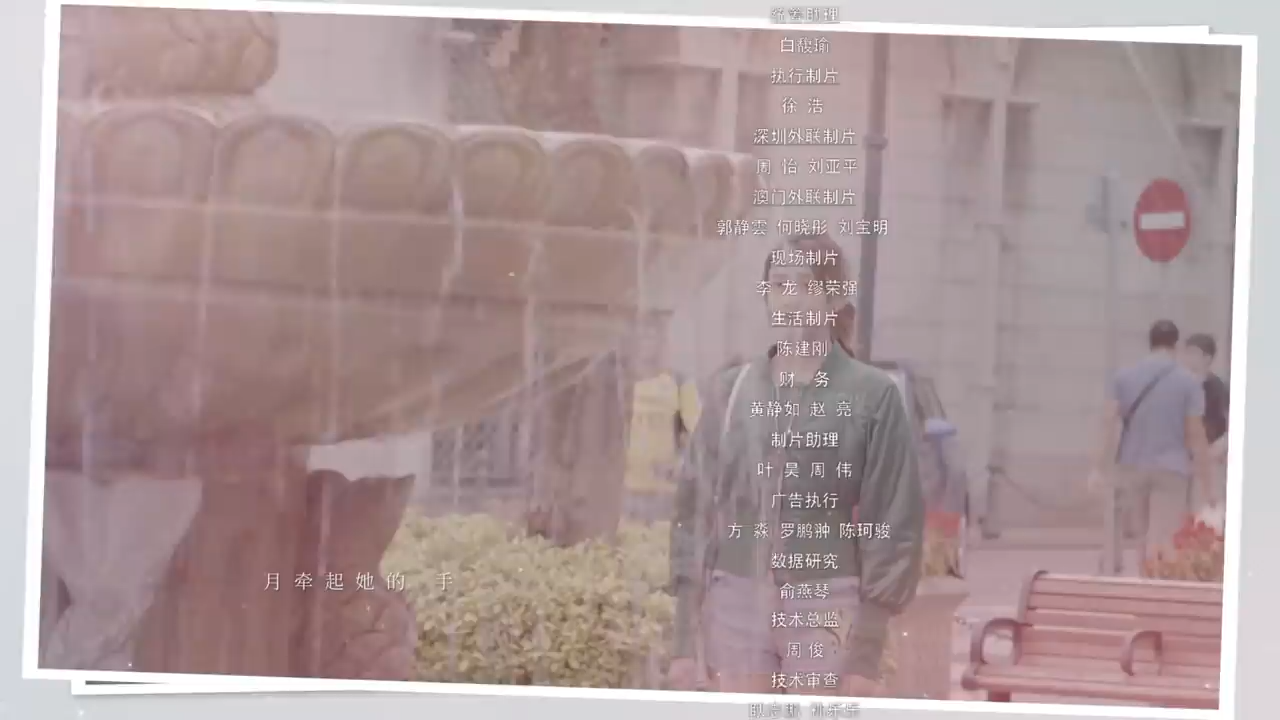 白馥瑜
执行制片
徐 浩
深圳外联制片
周 怡 刘亚平
澳门外联制片
郭静雲 何晓彤 刘宝明
现场制片
李 龙 缪荣强
生活制片
陈建刚
财 务
黄静如 赵 亮
制片助理
叶 昊 周 伟
广告执行
方 淼 罗鹏翀 陈珂骏
数据研究
俞燕琴
技术总监
周 俊
技术审查
月 牵 起 她 的 手